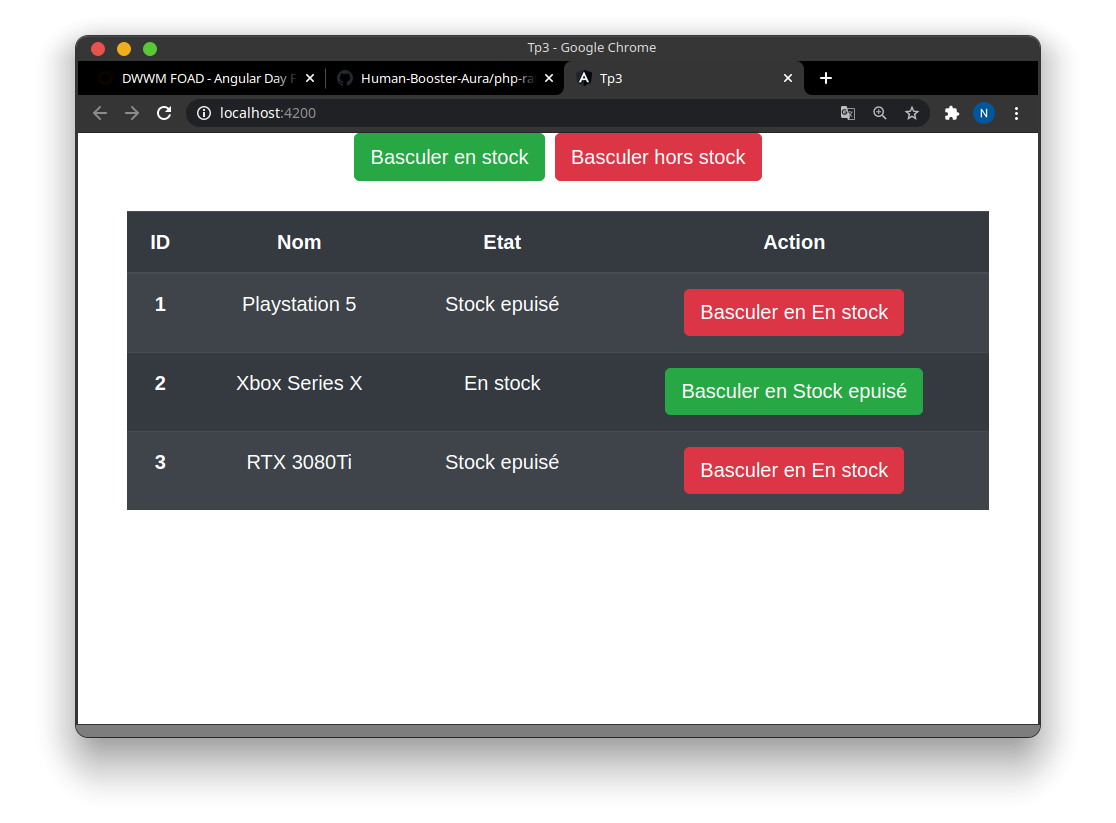 Tp3 - Google Chrome
DWWM FOAD - Angular Day Human-Booster-Aura/php-ra Tp3
localhost:4200 N
Basculer en stock Basculer hors stock
ID Nom Etat Action
1 Playstation 5 Stock epuisé Basculer en En stock
2 Xbox Series X En stock Basculer en Stock epuisé
3 RTX 3080Ti Stock epuisé Basculer en En stock